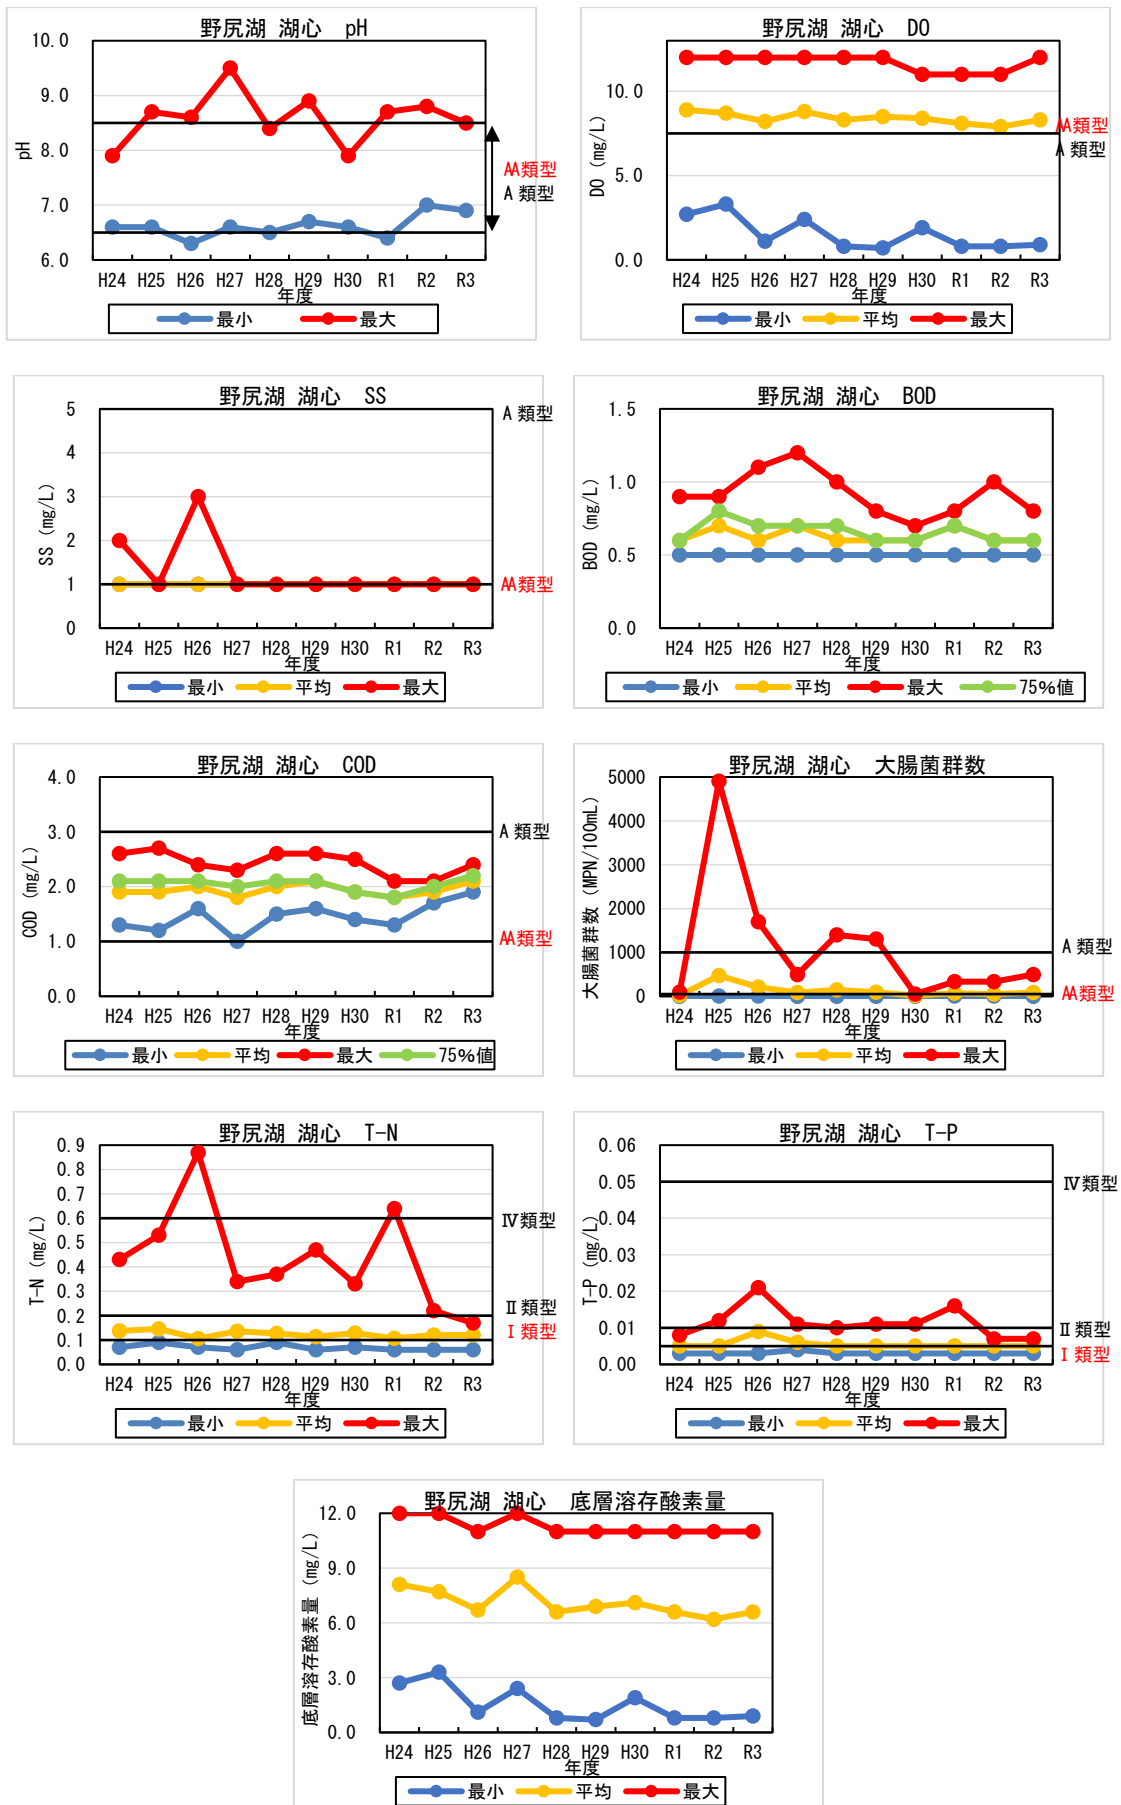 野尻湖 湖心 pH
10.0
9.0
8.0
7.0
6.0
pH
AA類型
A 類型
H24 H25 H26 H27 H28 H29 H30 R1 R2 R3
年度
最小 最大
野尻湖 湖心 DO
10.0
5.0
0.0
DO (mg/L)
AA類型
A 類型
H24 H25 H26 H27 H28 H29 H30 R1 R2 R3
年度
最小 平均 最大
野尻湖 湖心 SS
5
4
3
2
1
0
SS (mg/L)
A 類型
AA類型
H24 H25 H26 H27 H28 H29 H30 R1 R2 R3
年度
最小 平均 最大
野尻湖 湖心 BOD
1.5
1.0
0.5
0.0
BOD (mg/L)
H24 H25 H26 H27 H28 H29 H30 R1 R2 R3
年度
最小 平均 最大 75%値
野尻湖 湖心 COD
4.0
3.0
2.0
1.0
0.0
COD (mg/L)
A 類型
AA類型
H24 H25 H26 H27 H28 H29 H30 R1 R2 R3
年度
最小 平均 最大 75%値
野尻湖 湖心 大腸菌群数
5000
4000
3000
2000
1000
0
大腸菌群数 (MPN/100mL)
A 類型
AA類型
H24 H25 H26 H27 H28 H29 H30 R1 R2 R3
年度
最小 平均 最大
野尻湖 湖心 T-N
0.9
0.8
0.7
0.6
0.5
0.4
0.3
0.2
0.1
0.0
T-N (mg/L)
Ⅳ類型
Ⅱ類型
Ⅰ類型
H24 H25 H26 H27 H28 H29 H30 R1 R2 R3
年度
最小 平均 最大
野尻湖 湖心 T-P
0.06
0.05
0.04
0.03
0.02
0.01
0.00
T-P (mg/L)
Ⅳ類型
Ⅱ類型
Ⅰ類型
H24 H25 H26 H27 H28 H29 H30 R1 R2 R3
年度
最小 平均 最大
野尻湖 湖心 底層溶存酸素量
12.0
9.0
6.0
3.0
0.0
底層溶存酸素量 (mg/L)
H24 H25 H26 H27 H28 H29 H30 R1 R2 R3
年度
最小 平均 最大